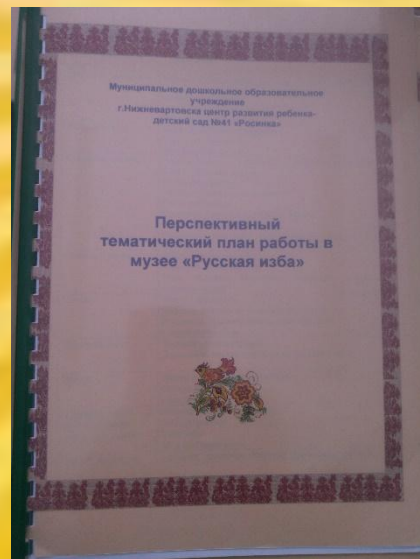 Муниципальное дошкольное образовательное
учреждение
г.Нижневартовска центр развития ребенка-
детский сад №41 «Росинка»
Перспективный
тематический план работы в
музее «Русская изба»